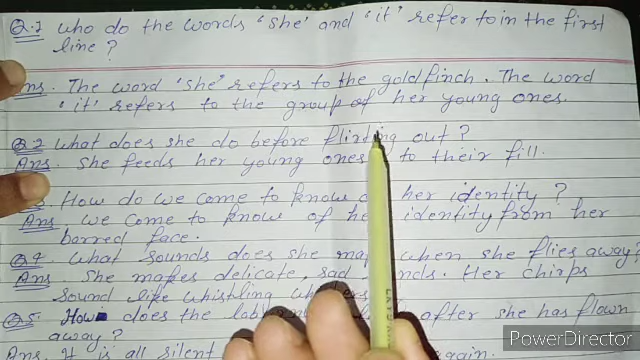 Q.1 who do the words 'she' and 'it' refer to in the first
line?
Ans. The word 'she' refers to the goldfinch. The word
'it' refers to the group of her young ones.
Q.2 What does she do before flirting out?
Ans. She feeds her young ones to their fill.
How do we come to know her identity?
Ans we come to know of identity from her
barred face.
Q.4 What sounds does she when she flies away?
Ans She makes delicate, sad Her chirps
sound like whistling
Q.5. How does the after she has flown
away?
Ans. It is all silent again.
PowerDirector